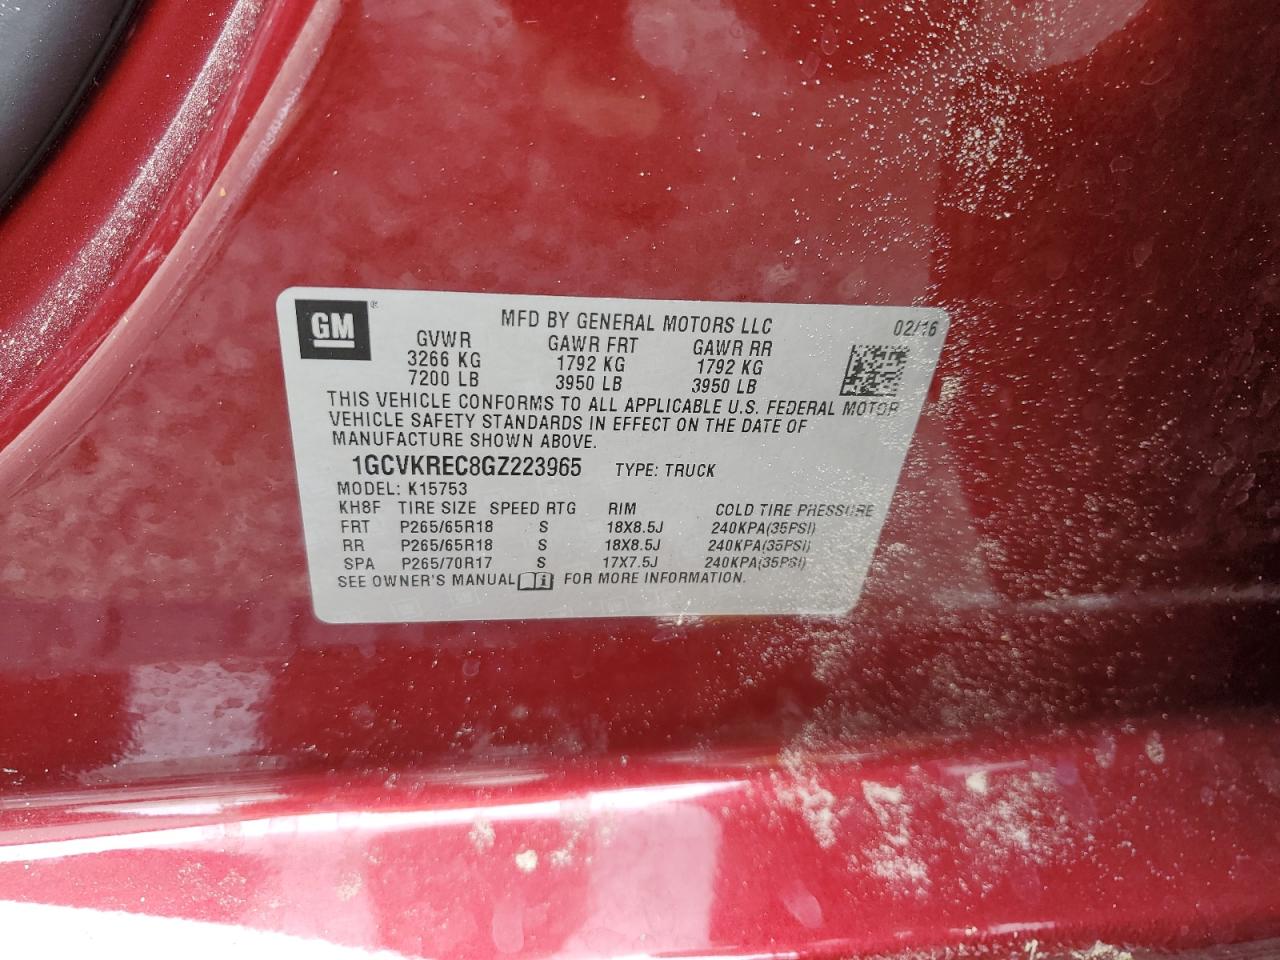 GM®
MFD BY GENERAL MOTORS LLC 02/16
GVWR GAWR FRT GAWR RR
3266 KG 1792 KG 1792 KG
7200 LB 3950 LB 3950 LB
THIS VEHICLE CONFORMS TO ALL APPLICABLE U.S. FEDERAL MOTOR
VEHICLE SAFETY STANDARDS IN EFFECT ON THE DATE OF
MANUFACTURE SHOWN ABOVE.
1GCVKREC8GZ223965 TYPE: TRUCK
MODEL: K15753
KH8F TIRE SIZE SPEED RTG RIM COLD TIRE PRESSURE
FRT P265/65R18 S 18X8.5J 240KPA(35PSI)
RR P265/65R18 S 18X8.5J 240KPA(35PSI)
SPA P265/70R17 S 17X7.5J 240KPA(35PSI)
SEE OWNER'S MANUAL i FOR MORE INFORMATION.